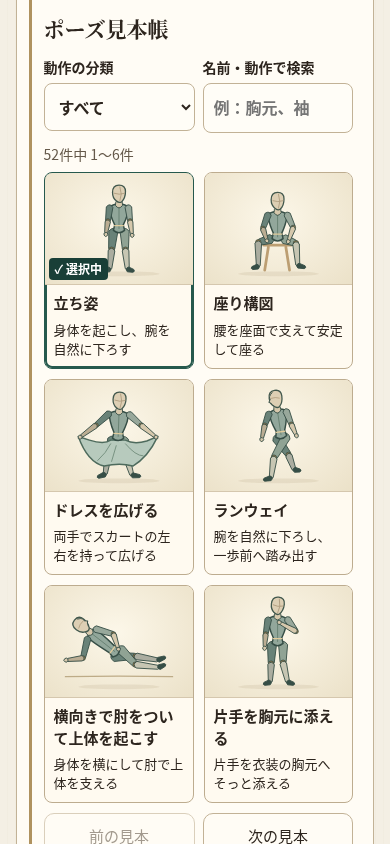 ポーズ見本帳
動作の分類
名前・動作で検索
すべて
例：胸元、袖
52件中 1〜6件
✓選択中
立ち姿
身体を起こし、腕を
自然に下ろす
座り構図
腰を座面で支えて安定
して座る
ドレスを広げる
両手でスカートの左
右を持って広げる
ランウェイ
腕を自然に下ろし、
一歩前へ踏み出す
横向きで肘をつい
て上体を起こす
身体を横にして肘で上
体を支える
片手を胸元に添え
る
片手を衣装の胸元へ
そっと添える
前の見本
次の見本